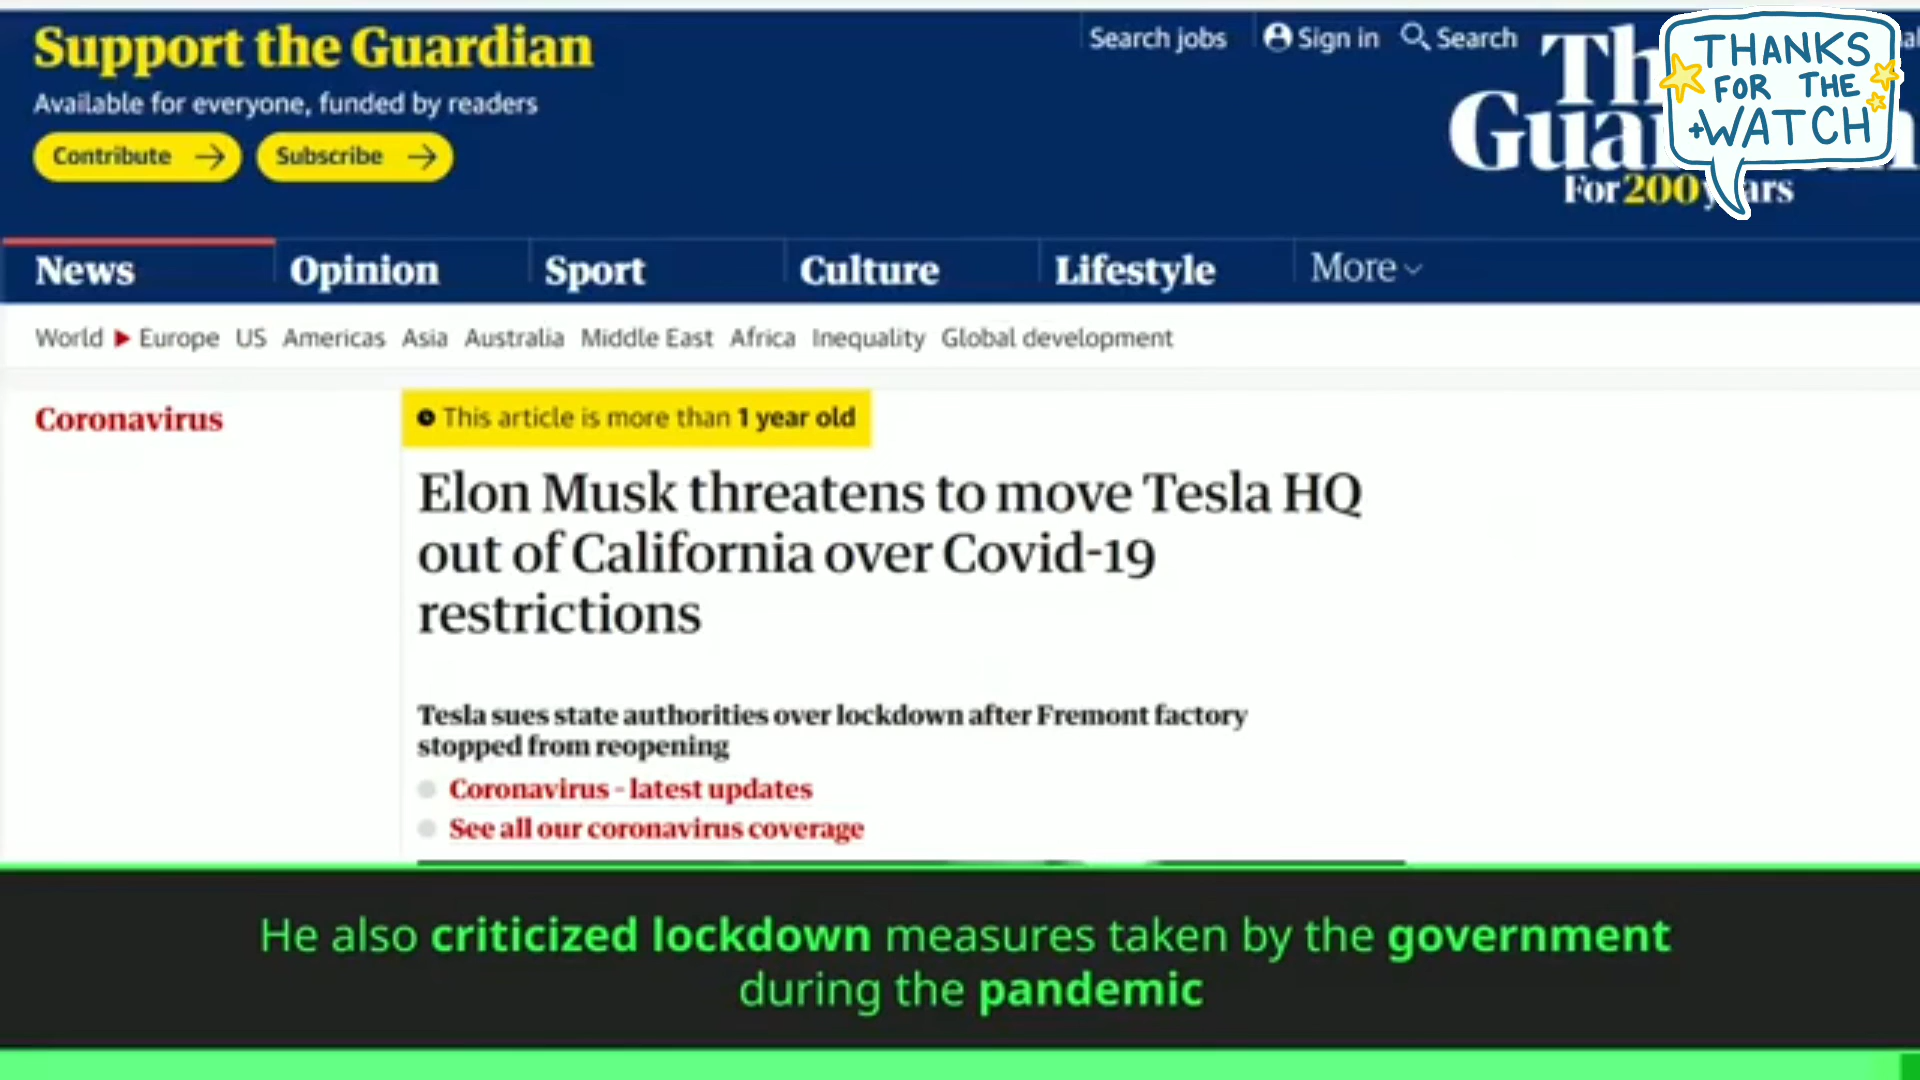 Support the Guardian
Available for everyone, funded by readers
Contribute
Subscribe
Search jobs
Sign in
Search
THANKS
FOR THE
WATCH
For 200
News
Opinion
Sport
Culture
Lifestyle
More
World Europe US Americas Asia Australia Middle East Africa Inequality Global development
Coronavirus
This article is more than 1 year old
Elon Musk threatens to move Tesla HQ
out of California over Covid-19
restrictions
Tesla sues state authorities over lockdown after Fremont factory
stopped from reopening
Coronavirus - latest updates
See all our coronavirus coverage
He also criticized lockdown measures taken by the government
during the pandemic